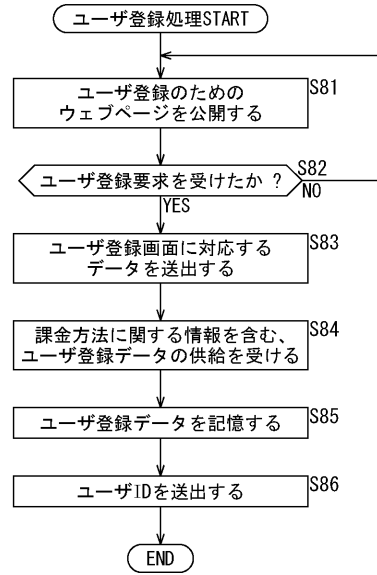 ユーザ登録処理START
ユーザ登録のための
ウェブページを公開する
S81
ユーザ登録要求を受けたか ?
S82
NO
YES
ユーザ登録画面に対応する
データを送出する
S83
課金方法に関する情報を含む、
ユーザ登録データの供給を受ける
S84
ユーザ登録データを記憶する
S85
ユーザIDを送出する
S86
END